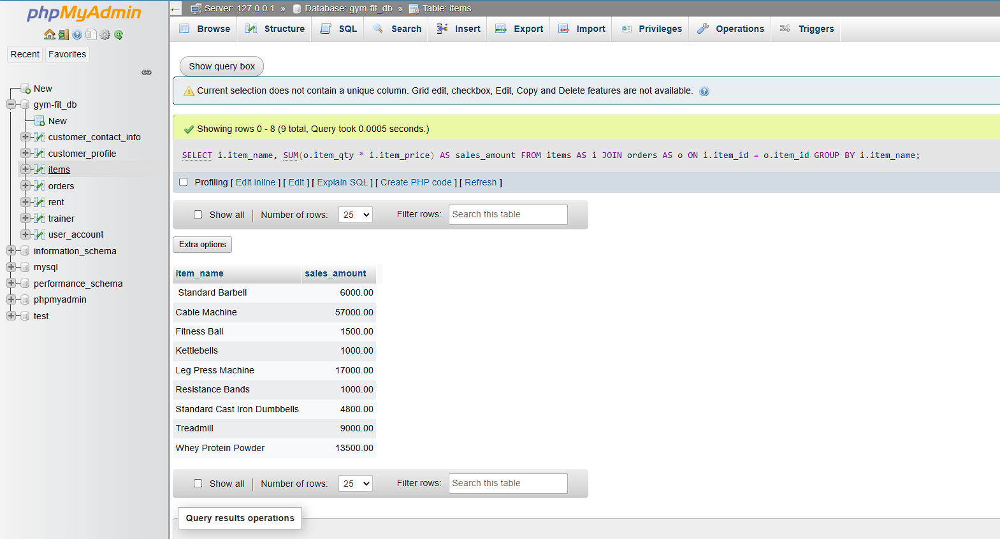 phpMyAdmin
Recent Favorites
New
gym-fit_db
New
customer_contact_info
customer_profile
items
orders
rent
trainer
user_account
information_schema
mysql
performance_schema
phpmyadmin
test
← Server: 127.0.0.1 » Database: gym-fit_db » Table: items
Browse Structure SQL Search Insert Export Import Privileges Operations Triggers
Show query box
Current selection does not contain a unique column. Grid edit, checkbox, Edit, Copy and Delete features are not available.
Showing rows 0 - 8 (9 total, Query took 0.0005 seconds.)
SELECT i.item_name, SUM(o.item_qty * i.item_price) AS sales_amount FROM items AS i JOIN orders AS o ON i.item_id = o.item_id GROUP BY i.item_name;
Profiling [ Edit inline ] [ Edit ] [ Explain SQL ] [ Create PHP code ] [ Refresh ]
Show all Number of rows: 25 Filter rows: Search this table
Extra options
item_name sales_amount
Standard Barbell 6000.00
Cable Machine 57000.00
Fitness Ball 1500.00
Kettlebells 1000.00
Leg Press Machine 17000.00
Resistance Bands 1000.00
Standard Cast Iron Dumbbells 4800.00
Treadmill 9000.00
Whey Protein Powder 13500.00
Show all Number of rows: 25 Filter rows: Search this table
Query results operations